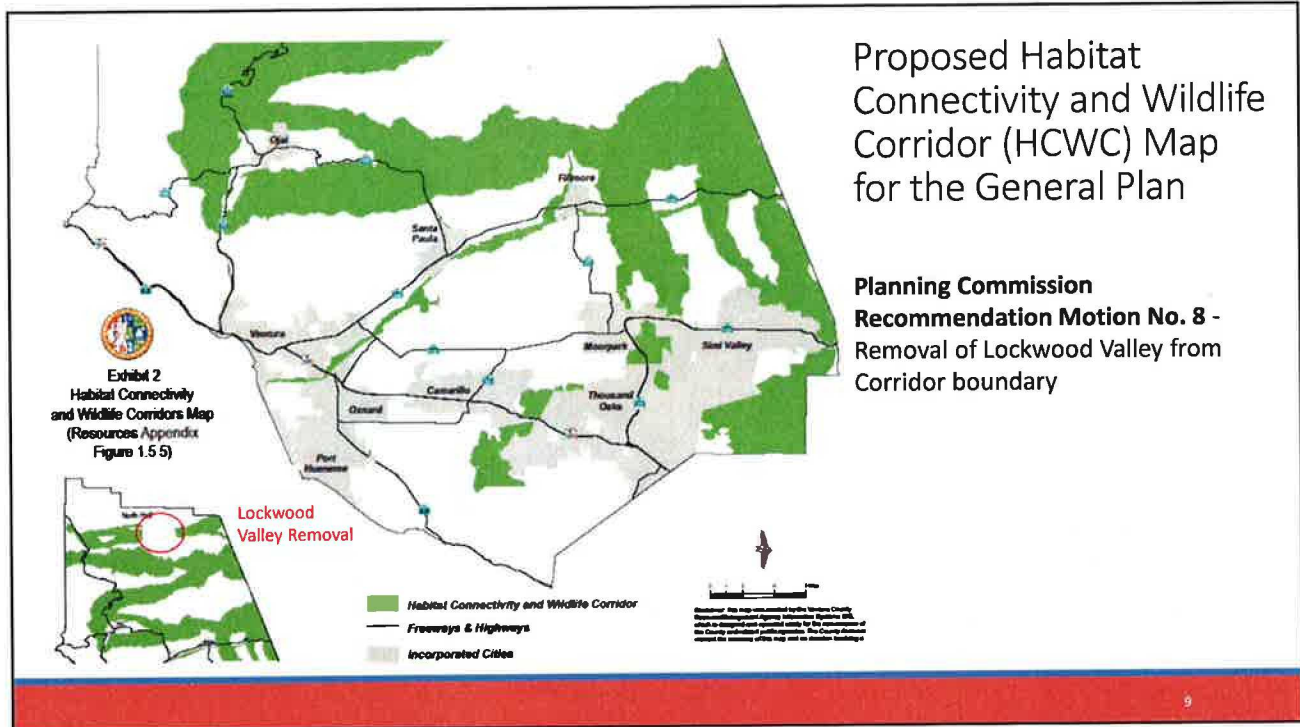 Proposed Habitat
Connectivity and Wildlife
Corridor (HCWC) Map
for the General Plan
Planning Commission
Recommendation Motion No. 8 -
Removal of Lockwood Valley from
Corridor boundary
Ojai
Fillmore
Santa
Paula
Ventura
Moorpark
Simi Valley
Camarillo
Thousand
Oaks
Oxnard
Port
Hueneme
Exhibit 2
Habitat Connectivity
and Wildlife Corridors Map
(Resources Appendix
Figure 1.5 5)
Lockwood
Valley Removal
Habitat Connectivity and Wildlife Corridor
Freeways & Highways
Incorporated Cities
9